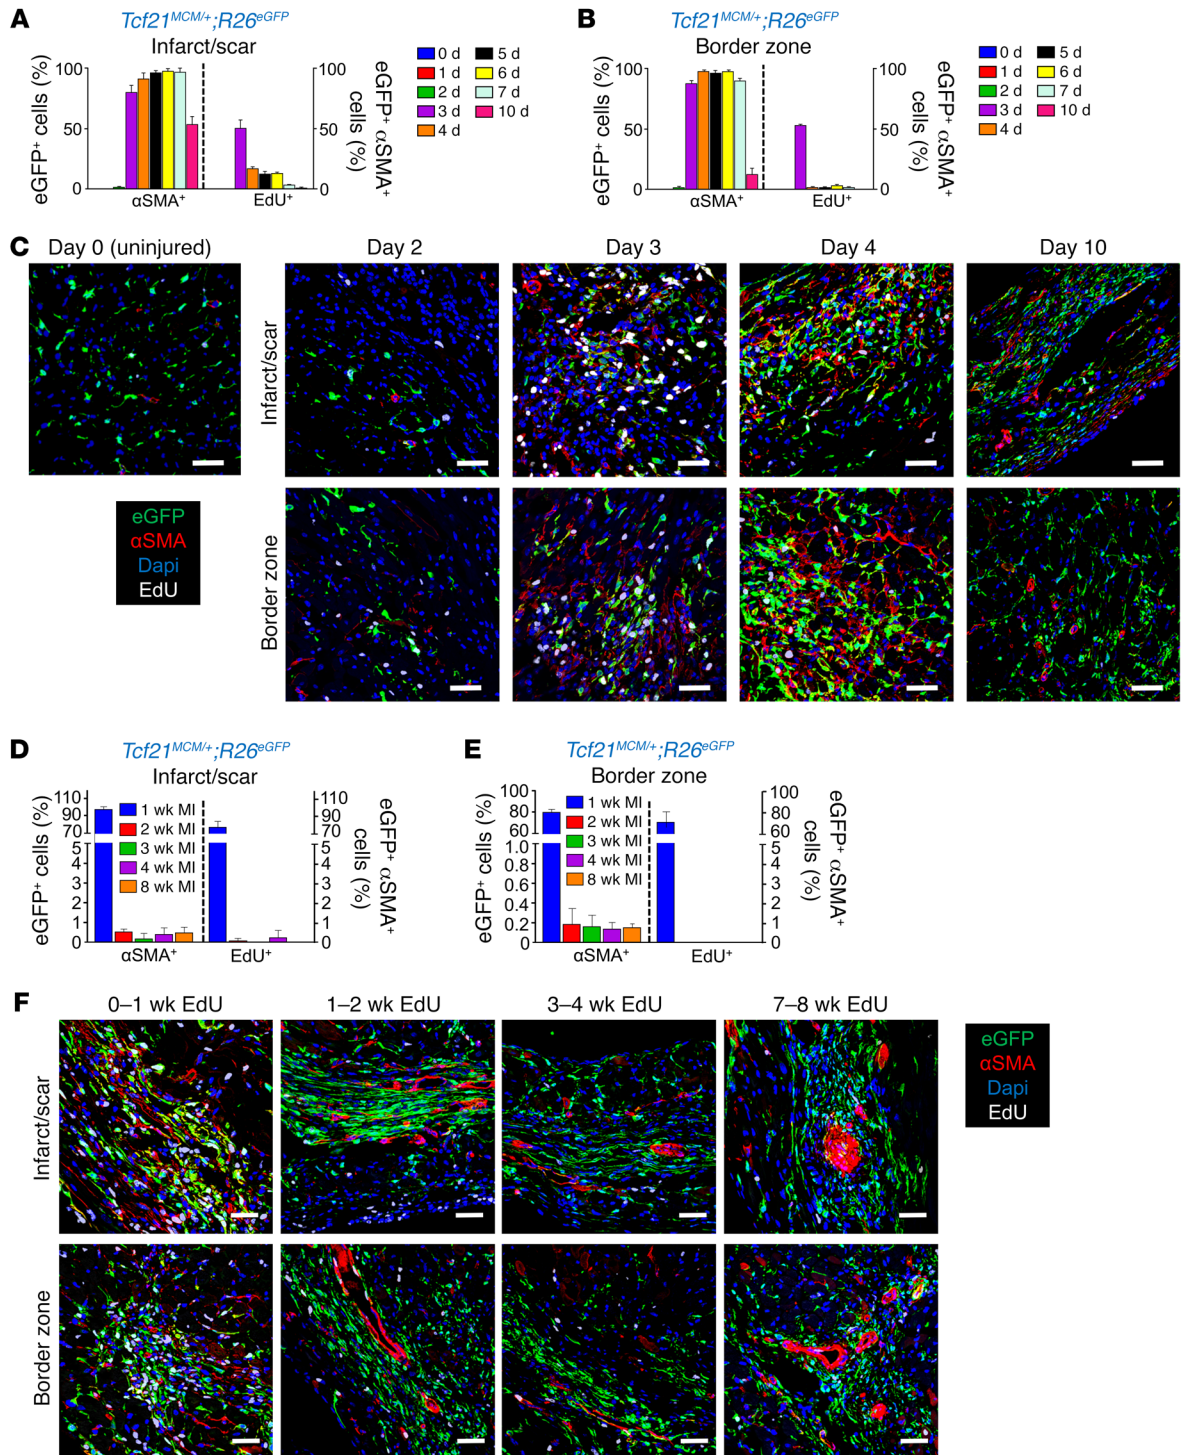 A
Tcf21MCM/+;R26eGFP
Infarct/scar
eGFP+ cells (%)
100
50
0
αSMA+
EdU+
100
50
0
eGFP+ αSMA+
cells (%)
0 d
1 d
2 d
3 d
4 d
5 d
6 d
7 d
10 d
B
Tcf21MCM/+;R26eGFP
Border zone
eGFP+ cells (%)
100
50
0
αSMA+
EdU+
100
50
0
eGFP+ αSMA+
cells (%)
0 d
1 d
2 d
3 d
4 d
5 d
6 d
7 d
10 d
C
Day 0 (uninjured)
Day 2
Day 3
Day 4
Day 10
Infarct/scar
Border zone
eGFP
αSMA
Dapi
EdU
D
Tcf21MCM/+;R26eGFP
Infarct/scar
eGFP+ cells (%)
110
90
70
5
4
3
2
1
0
1 wk MI
2 wk MI
3 wk MI
4 wk MI
8 wk MI
αSMA+
EdU+
110
90
70
5
4
3
2
1
0
eGFP+ αSMA+
cells (%)
E
Tcf21MCM/+;R26eGFP
Border zone
eGFP+ cells (%)
100
80
60
1.0
0.8
0.6
0.4
0.2
0
1 wk MI
2 wk MI
3 wk MI
4 wk MI
8 wk MI
αSMA+
EdU+
100
80
60
5
4
3
2
1
0
eGFP+ αSMA+
cells (%)
F
0–1 wk EdU
1–2 wk EdU
3–4 wk EdU
7–8 wk EdU
Infarct/scar
Border zone
eGFP
αSMA
Dapi
EdU